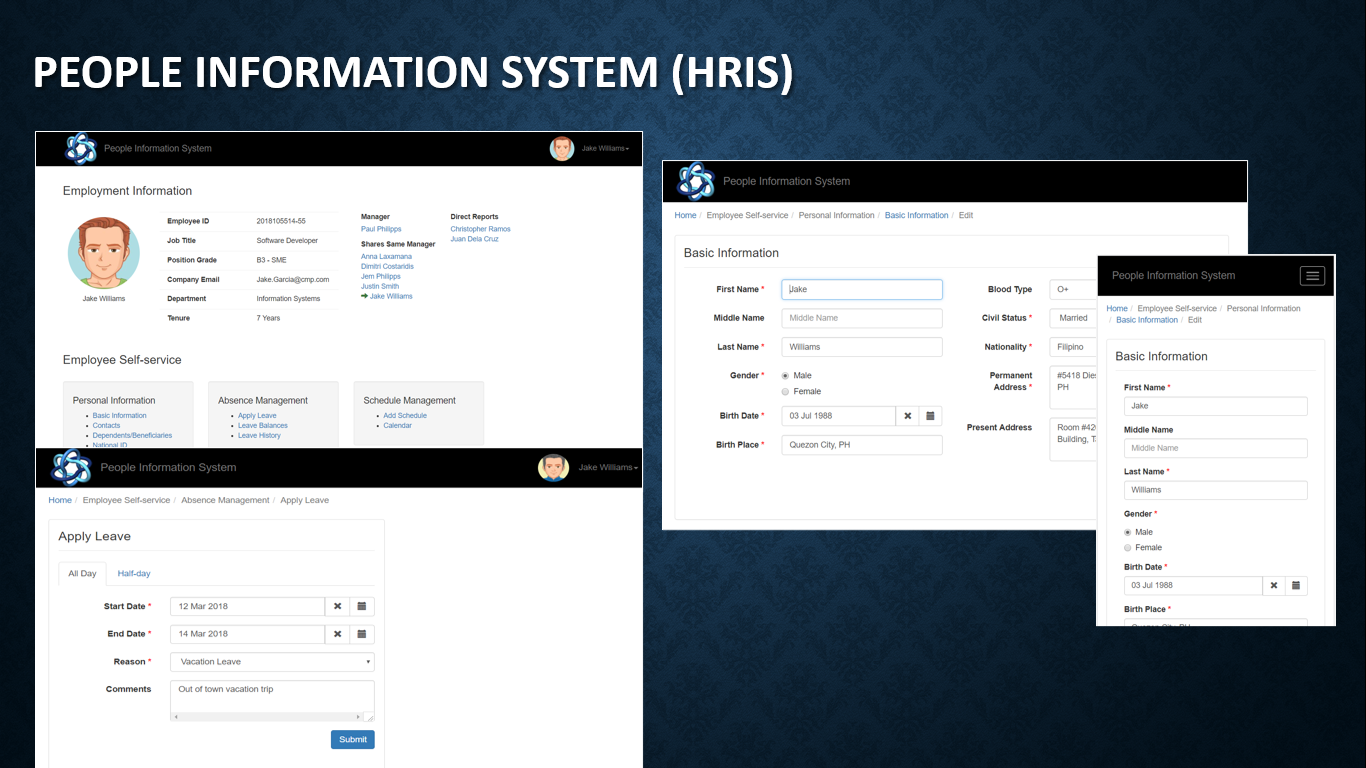 PEOPLE INFORMATION SYSTEM (HRIS)
People Information System
Jake Williams
Employment Information
Jake Williams
Employee ID 2018105514-55
Job Title Software Developer
Position Grade B3 - SME
Company Email Jake.Garcia@cmp.com
Department Information Systems
Tenure 7 Years
Manager
Paul Philipps
Shares Same Manager
Anna Laxamana
Dimitri Costaridis
Jem Philipps
Justin Smith
Jake Williams
Direct Reports
Christopher Ramos
Juan Dela Cruz
Employee Self-service
Personal Information
Basic Information
Contacts
Dependents/Beneficiaries
National ID
Absence Management
Apply Leave
Leave Balances
Leave History
Schedule Management
Add Schedule
Calendar
People Information System
Jake Williams
Home / Employee Self-service / Absence Management / Apply Leave
Apply Leave
All Day Half-day
Start Date * 12 Mar 2018
End Date * 14 Mar 2018
Reason * Vacation Leave
Comments Out of town vacation trip
Submit
People Information System
Home / Employee Self-service / Personal Information / Basic Information / Edit
Basic Information
First Name * Jake
Middle Name Middle Name
Last Name * Williams
Gender * Male
Female
Birth Date * 03 Jul 1988
Birth Place * Quezon City, PH
Blood Type O+
Civil Status * Married
Nationality * Filipino
Permanent Address * #5418 Dies
PH
Present Address Room #42
Building, T
People Information System
Home / Employee Self-service / Personal Information
/ Basic Information / Edit
Basic Information
First Name *
Jake
Middle Name
Middle Name
Last Name *
Williams
Gender *
Male
Female
Birth Date *
03 Jul 1988
Birth Place *
Quezon City, PH